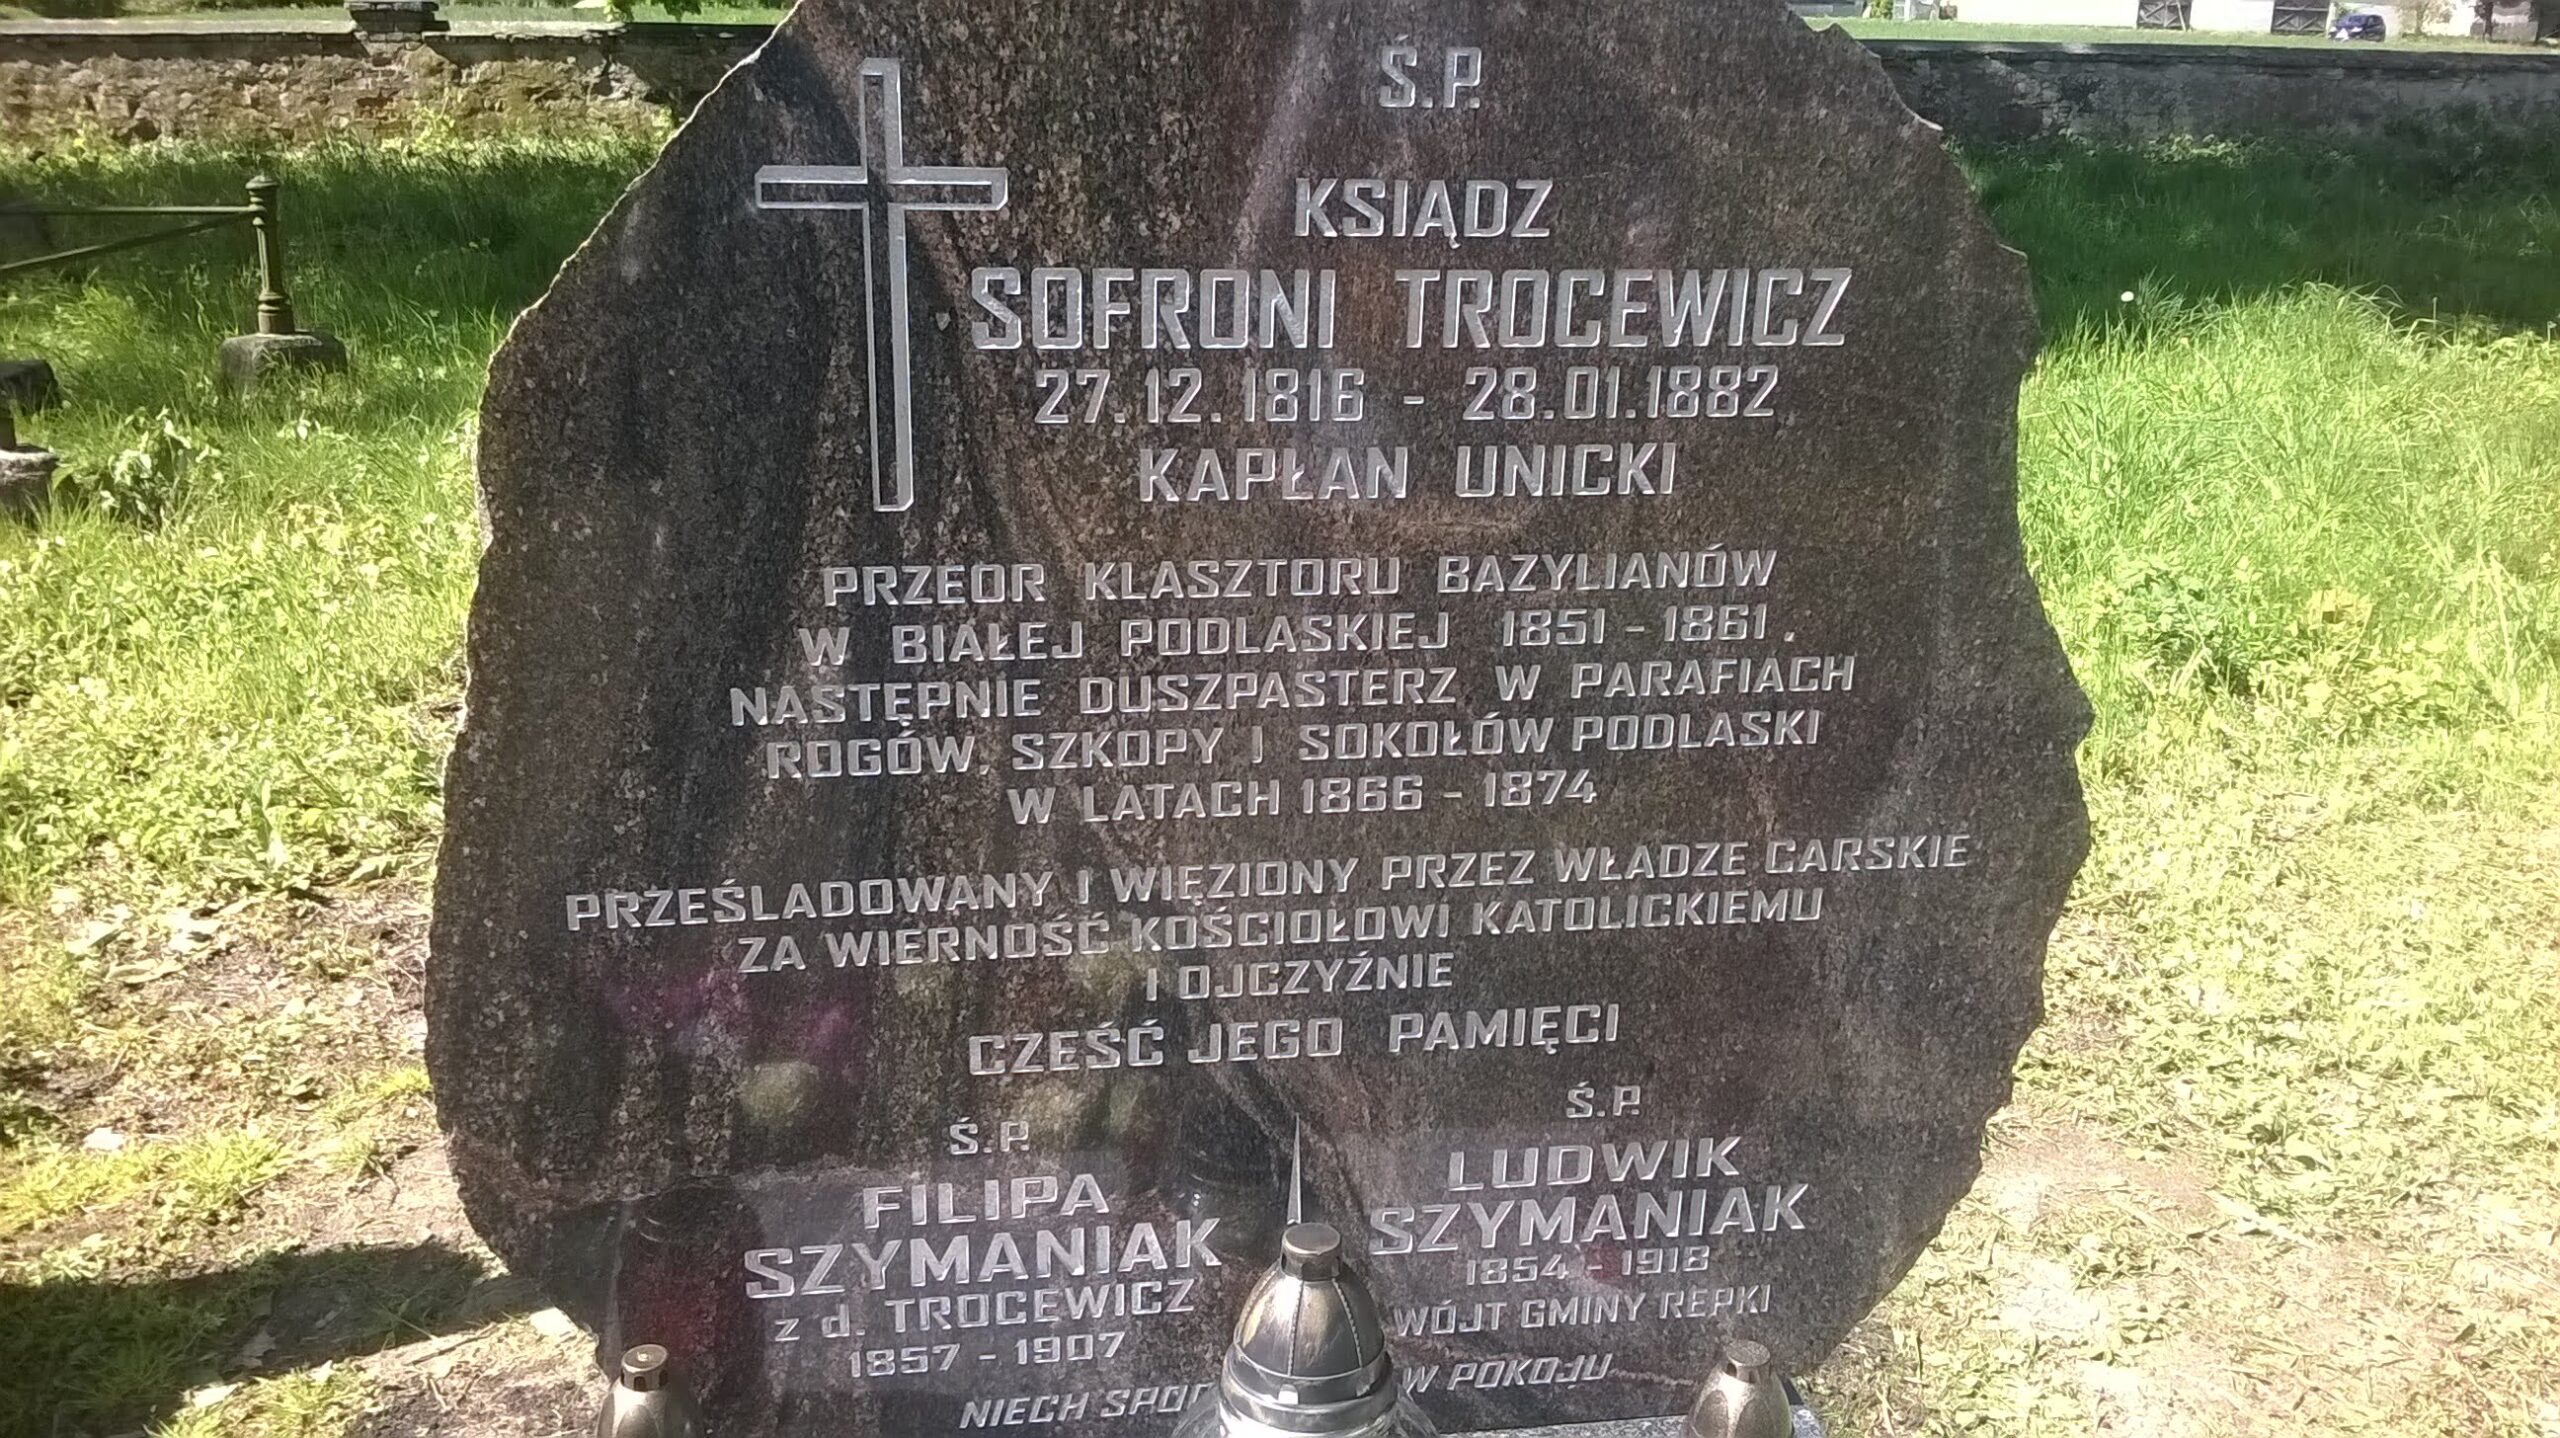 Ś.P.
KSIĄDZ
SOFRONI TROCEWICZ
27.12.1816 - 28.01.1882
KAPŁAN UNICKI
PRZEOR KLASZTORU BAZYLIANÓW
W BIAŁEJ PODLASKIEJ 1851 - 1861.
NASTĘPNIE DUSZPASTERZ W PARAFIACH
ROGÓW, SZKOPY I SOKOŁÓW PODLASKI
W LATACH 1866 - 1874
PRZEŚLADOWANY I WIĘZIONY PRZEZ WŁADZE CARSKIE
ZA WIERNOŚĆ KOŚCIOŁOWI KATOLICKIEMU
I OJCZYŹNIE
CZEŚĆ JEGO PAMIĘCI
Ś.P.
FILIPA
SZYMANIAK
z d. TROCEWICZ
1857 - 1907
Ś.P.
LUDWIK
SZYMANIAK
1854 - 1918
WÓJT GMINY REPKI
NIECH W POKOJU